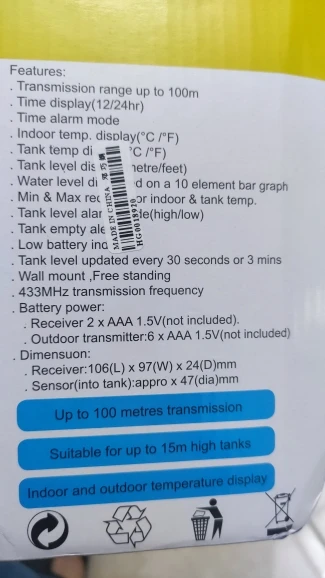 Features:
. Transmission range up to 100m
. Time display(12/24hr)
. Time alarm mode
. Indoor temp. display(°C /°F)
. Tank temp di °C /°F)
. Tank level dis metre/feet)
. Water level di d on a 10 element bar graph
. Min & Max rec or indoor & tank temp.
. Tank level alar de(high/low)
. Tank empty ale
. Low battery ind
. Tank level updated every 30 seconds or 3 mins
. Wall mount ,Free standing
. 433MHz transmission frequency
. Battery power:
. Receiver 2 x AAA 1.5V(not included).
. Outdoor transmitter:6 x AAA 1.5V(not included)
. Dimensuon:
. Receiver:106(L) x 97(W) x 24(D)mm
. Sensor(into tank):appro x 47(dia)mm
MADE IN CHINA
HG0038920
Up to 100 metres transmission
Suitable for up to 15m high tanks
Indoor and outdoor temperature display